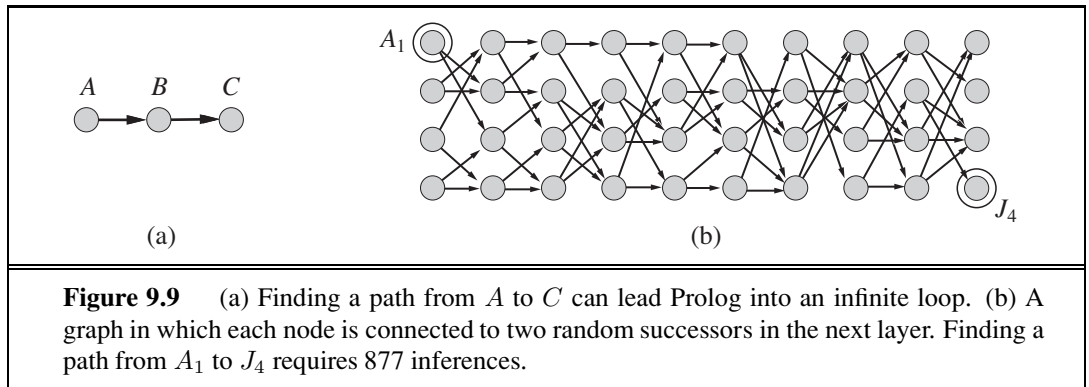 A₁
A B C
J₄
(a) (b)
Figure 9.9 (a) Finding a path from A to C can lead Prolog into an infinite loop. (b) A
graph in which each node is connected to two random successors in the next layer. Finding a
path from A₁ to J₄ requires 877 inferences.